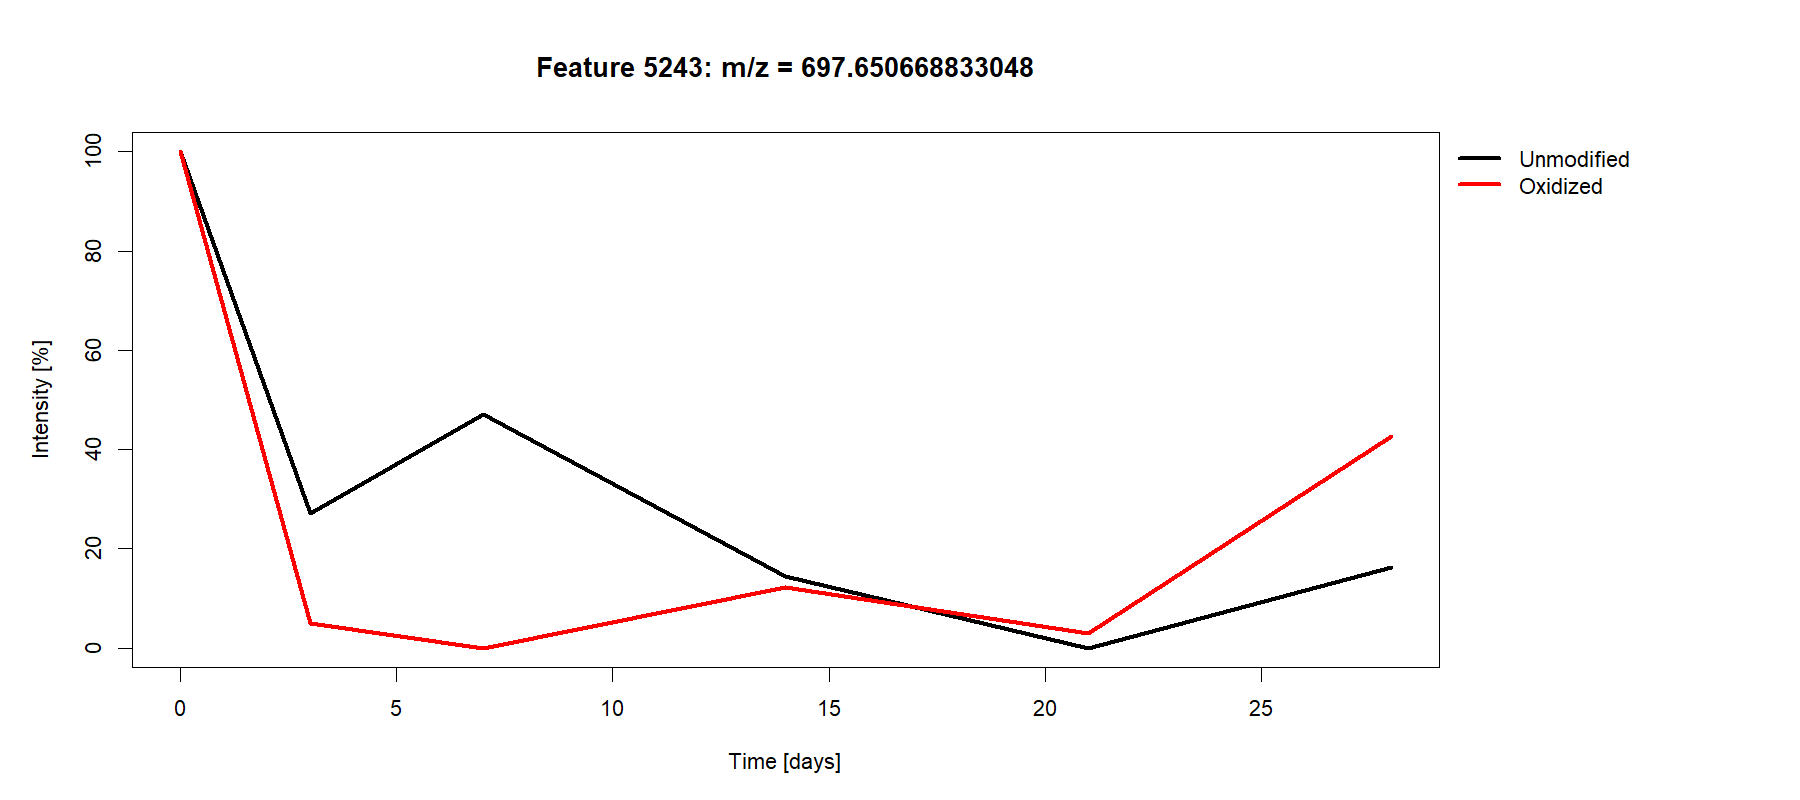 Feature 5243: m/z = 697.650668833048
Unmodified
Oxidized
Intensity [%]
100
80
60
40
20
0
0 5 10 15 20 25
Time [days]